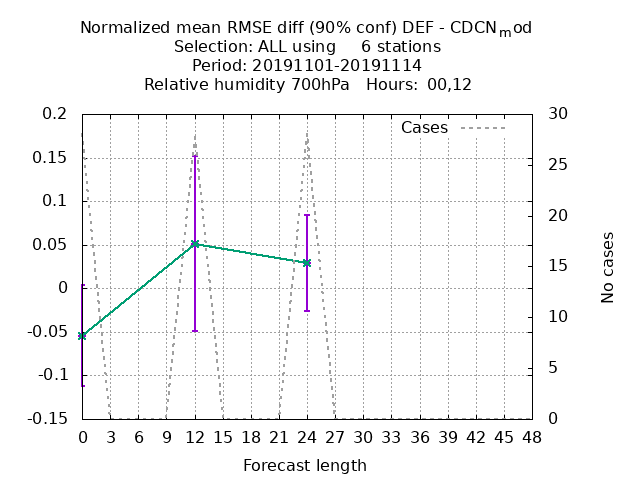 Normalized mean RMSE diff (90% conf) DEF - CDCNmod
Selection: ALL using 6 stations
Period: 20191101-20191114
Relative humidity 700hPa Hours: 00,12
Cases
0.2
0.15
0.1
0.05
0
-0.05
-0.1
-0.15
30
25
20
15
10
5
0
No cases
0 3 6 9 12 15 18 21 24 27 30 33 36 39 42 45 48
Forecast length